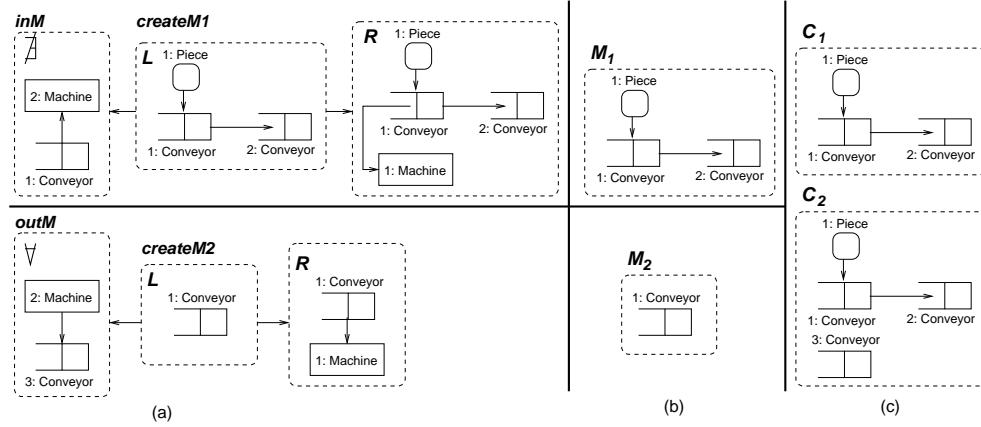 inM
createM1
∄
2: Machine
1: Conveyor
L
1: Piece
1: Conveyor
2: Conveyor
R
1: Piece
1: Conveyor
2: Conveyor
1: Machine
outM
createM2
∀
2: Machine
3: Conveyor
L
1: Conveyor
R
1: Conveyor
1: Machine
(a)
M1
1: Piece
1: Conveyor
2: Conveyor
M2
1: Conveyor
(b)
C1
1: Piece
1: Conveyor
2: Conveyor
C2
1: Piece
1: Conveyor
2: Conveyor
3: Conveyor
(c)